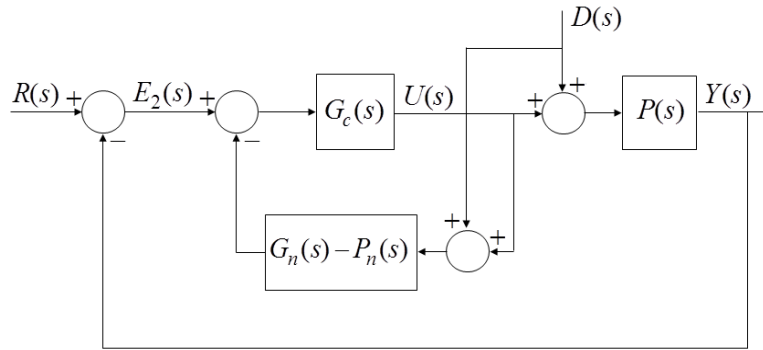 D(s)
R(s) + E₂(s) + G_c(s) U(s) + + P(s) Y(s)
− −
+ +
G_n(s) − P_n(s)